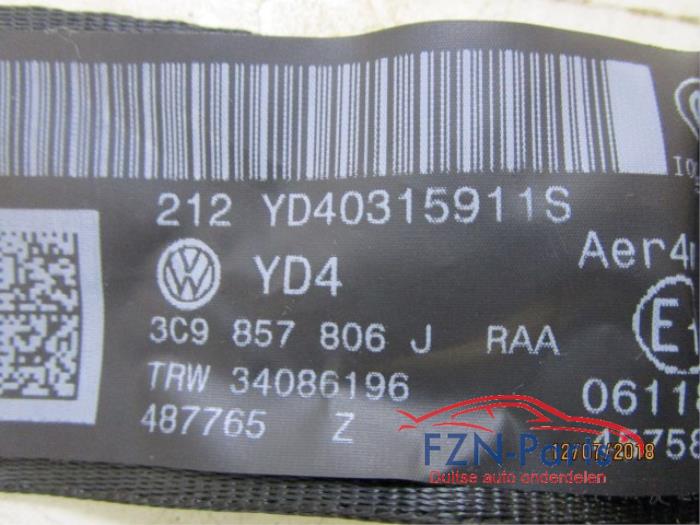 212 YD40315911S
VW YD4
Aer4
3C9 857 806 J RAA
E
TRW 34086196
0611
487765 Z
FZN-Parts
Duitse auto onderdelen
12/07/2018